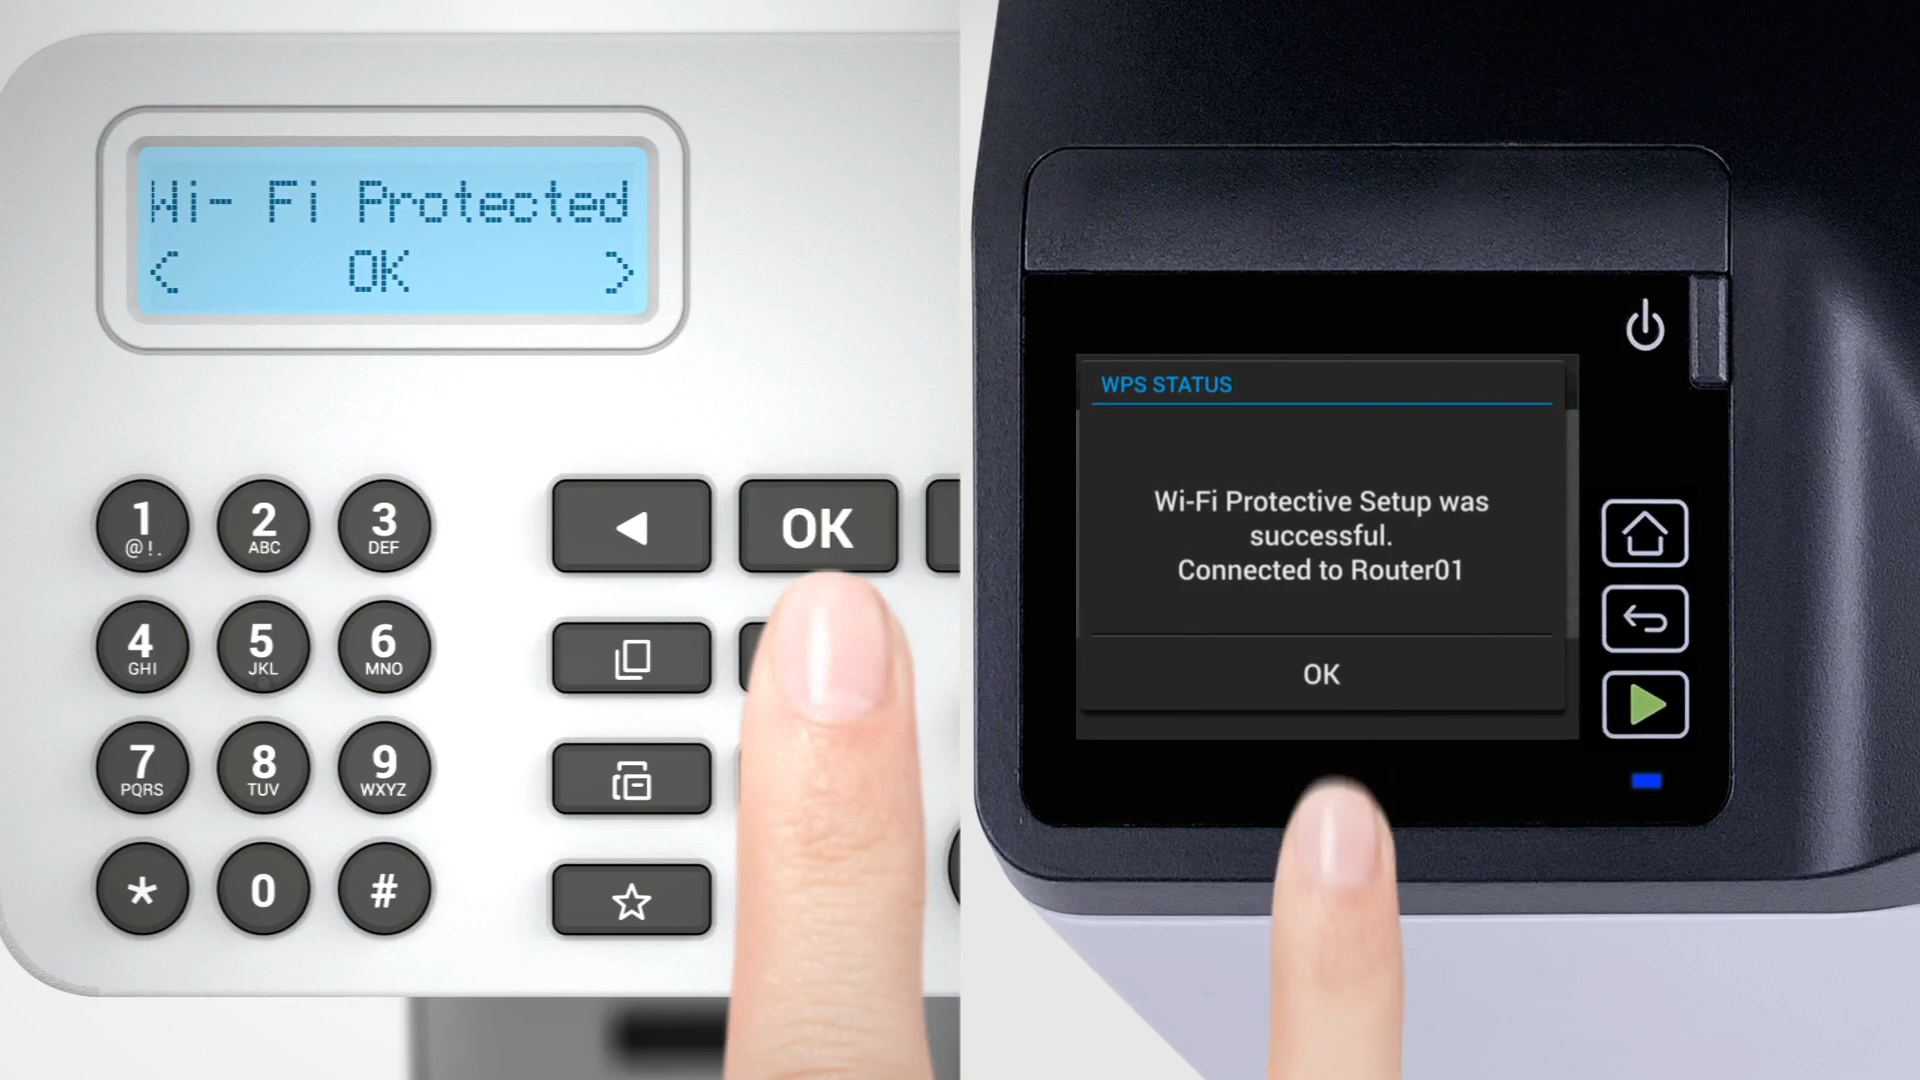 Wi- Fi Protected
< OK >
1 2 3
@!. ABC DEF
4 5 6
GHI JKL MNO
7 8 9
PQRS TUV WXYZ
* 0 #
OK
WPS STATUS
Wi-Fi Protective Setup was
successful.
Connected to Router01
OK